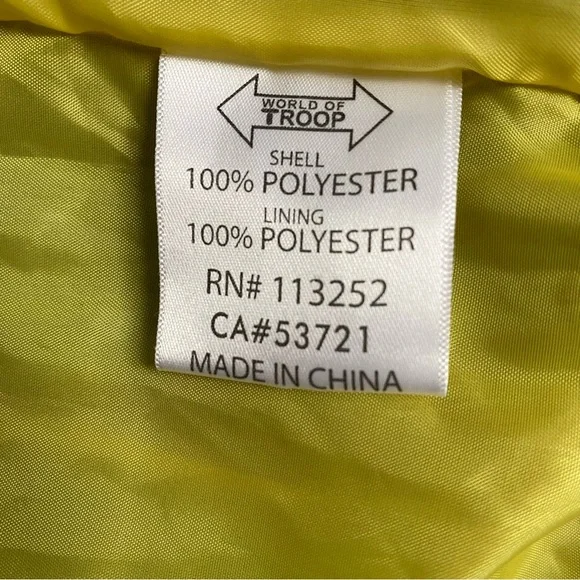 WORLD OF
TROOP
SHELL
100% POLYESTER
LINING
100% POLYESTER
RN# 113252
CA#53721
MADE IN CHINA